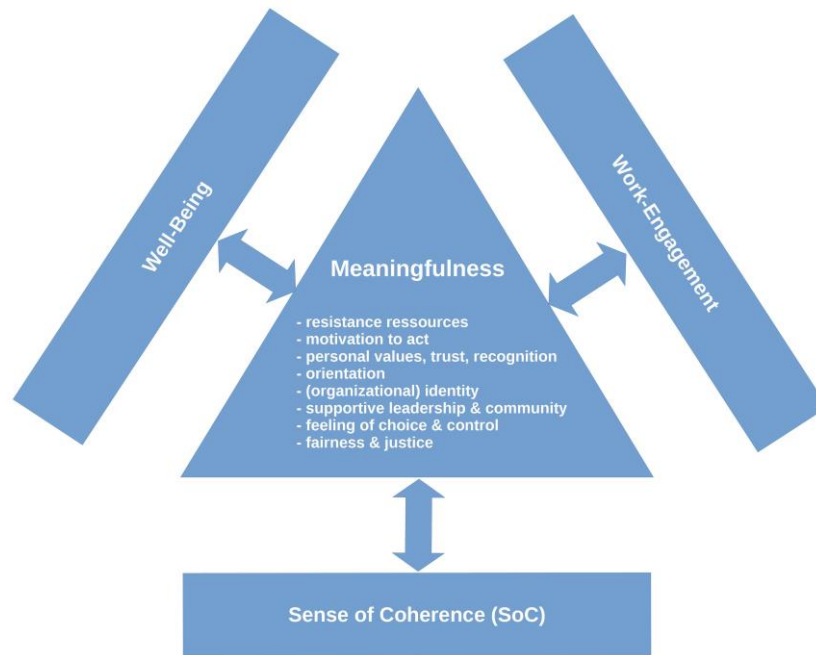 Well-Being
Work-Engagement
Meaningfulness
- resistance ressources
- motivation to act
- personal values, trust, recognition
- orientation
- (organizational) identity
- supportive leadership & community
- feeling of choice & control
- fairness & justice
Sense of Coherence (SoC)